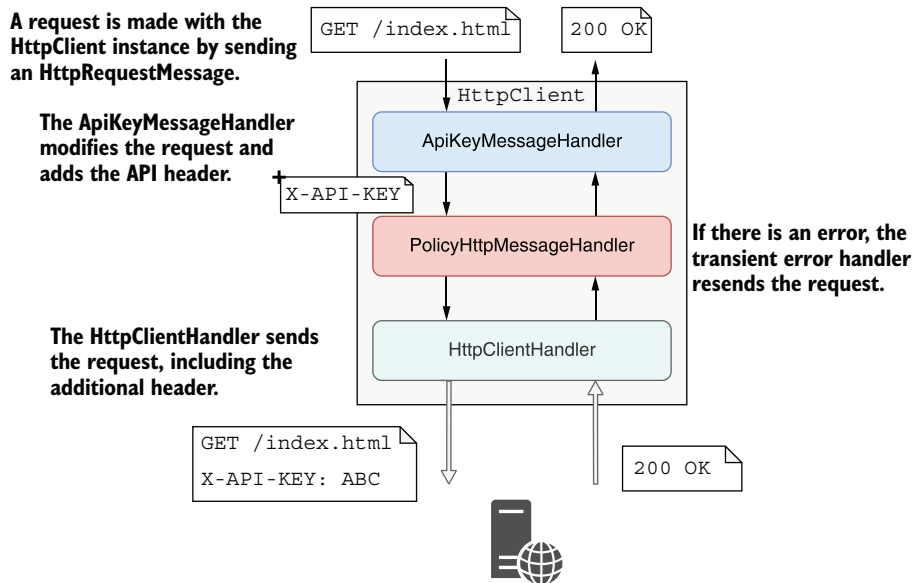 A request is made with the
HttpClient instance by sending
an HttpRequestMessage.
GET /index.html
200 OK
HttpClient
The ApiKeyMessageHandler
modifies the request and
adds the API header.
ApiKeyMessageHandler
+
X-API-KEY
PolicyHttpMessageHandler
If there is an error, the
transient error handler
resends the request.
The HttpClientHandler sends
the request, including the
additional header.
HttpClientHandler
GET /index.html
X-API-KEY: ABC
200 OK